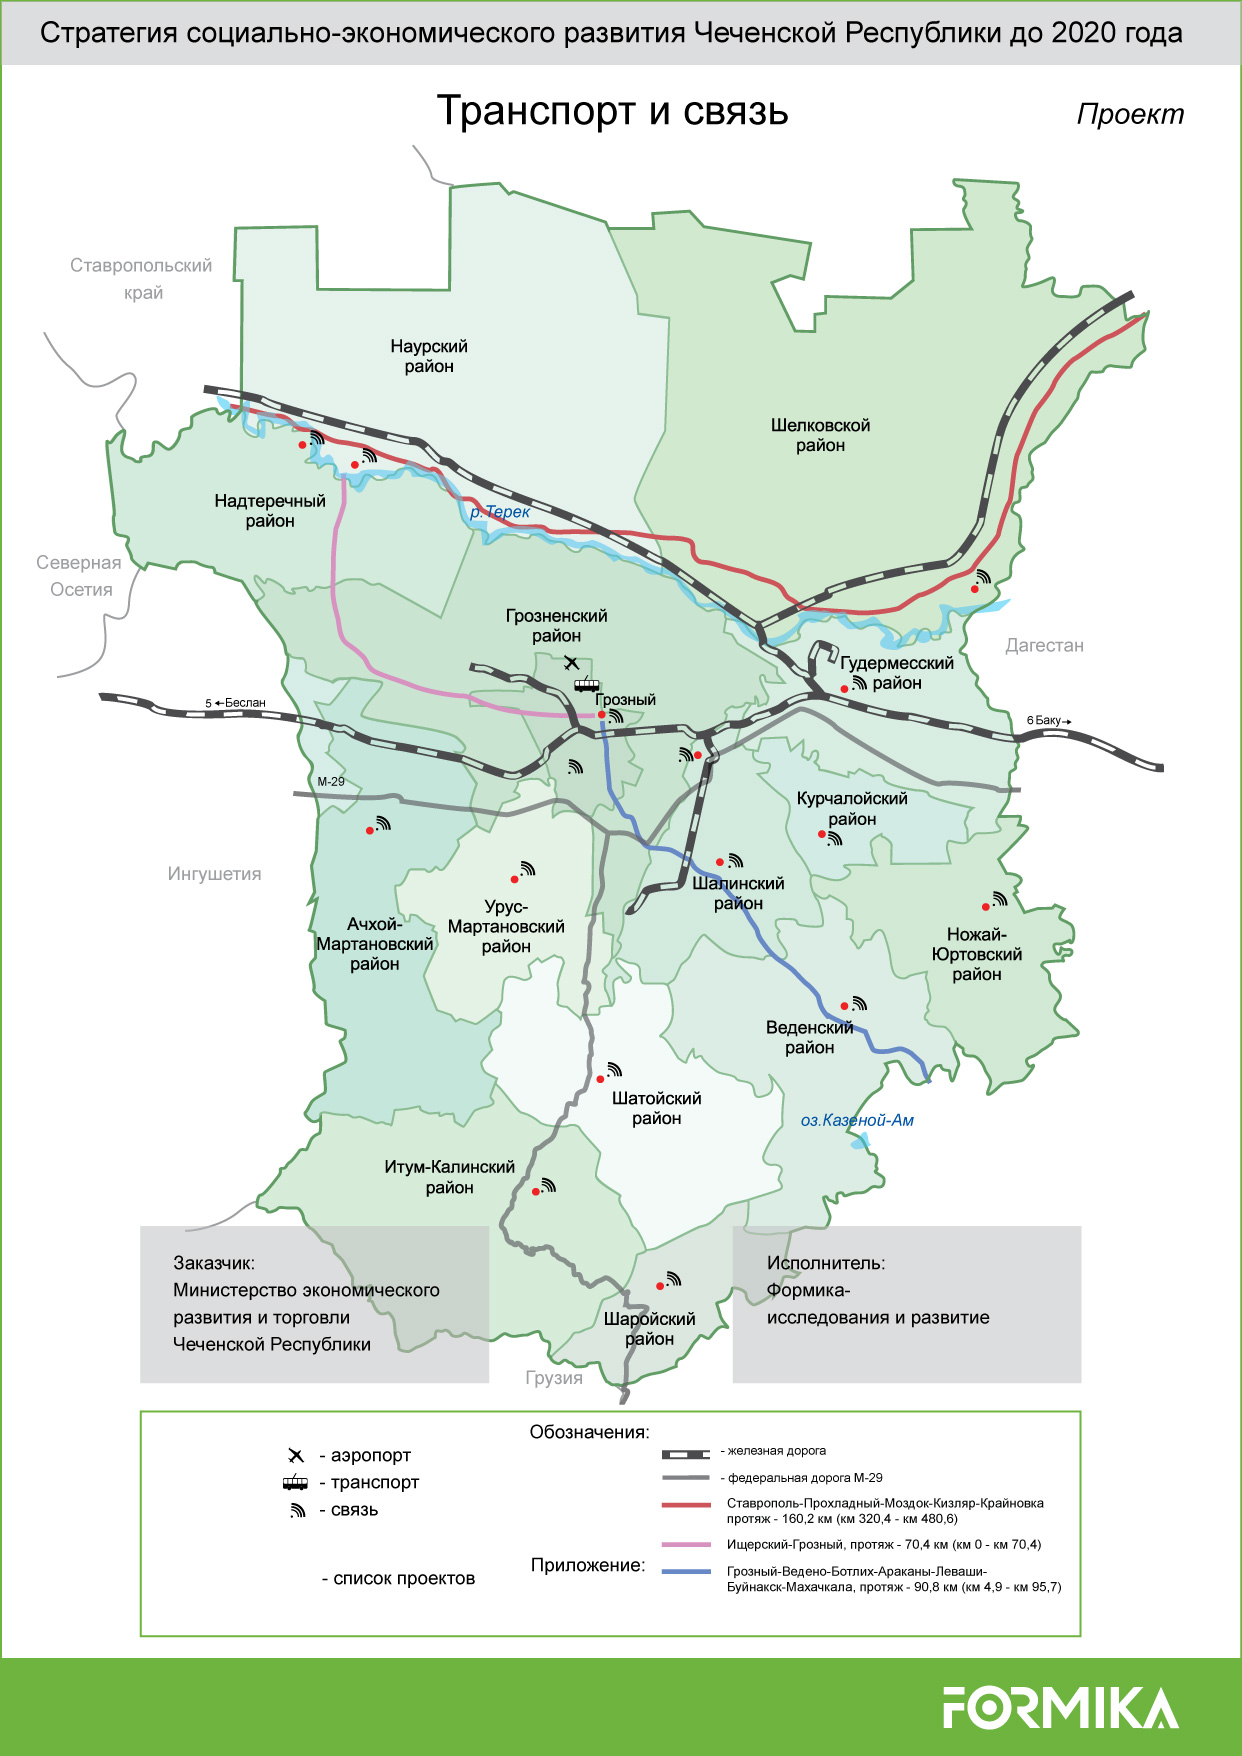 Стратегия социально-экономического развития Чеченской Республики до 2020 года
Транспорт и связь
Проект
Ставропольский
край
Наурский
район
Шелковской
район
Надтеречный
район
р.Терек
Северная
Осетия
Грозненский
район
Дагестан
Гудермесский
район
Грозный
5
Беслан
6 Баку
М-29
Курчалойский
район
Ингушетия
Шалинский
район
Урус-
Мартановский
район
Ачхой-
Мартановский
район
Ножай-
Юртовский
район
Веденский
район
Шатойский
район
оз.Казеной-Ам
Итум-Калинский
район
Заказчик:
Министерство экономического
развития и торговли
Чеченской Республики
Исполнитель:
Формика-
исследования и развитие
Шаройский
район
Грузия
Обозначения:
- аэропорт
- транспорт
- связь
- железная дорога
- федеральная дорога М-29
Ставрополь-Прохладный-Моздок-Кизляр-Крайновка
протяж - 160,2 км (км 320,4 - км 480,6)
Ищерский-Грозный, протяж - 70,4 км (км 0 - км 70,4)
Приложение:
- список проектов
Грозный-Ведено-Ботлих-Араканы-Леваши-
Буйнакск-Махачкала, протяж - 90,8 км (км 4,9 - км 95,7)
FORMIKA